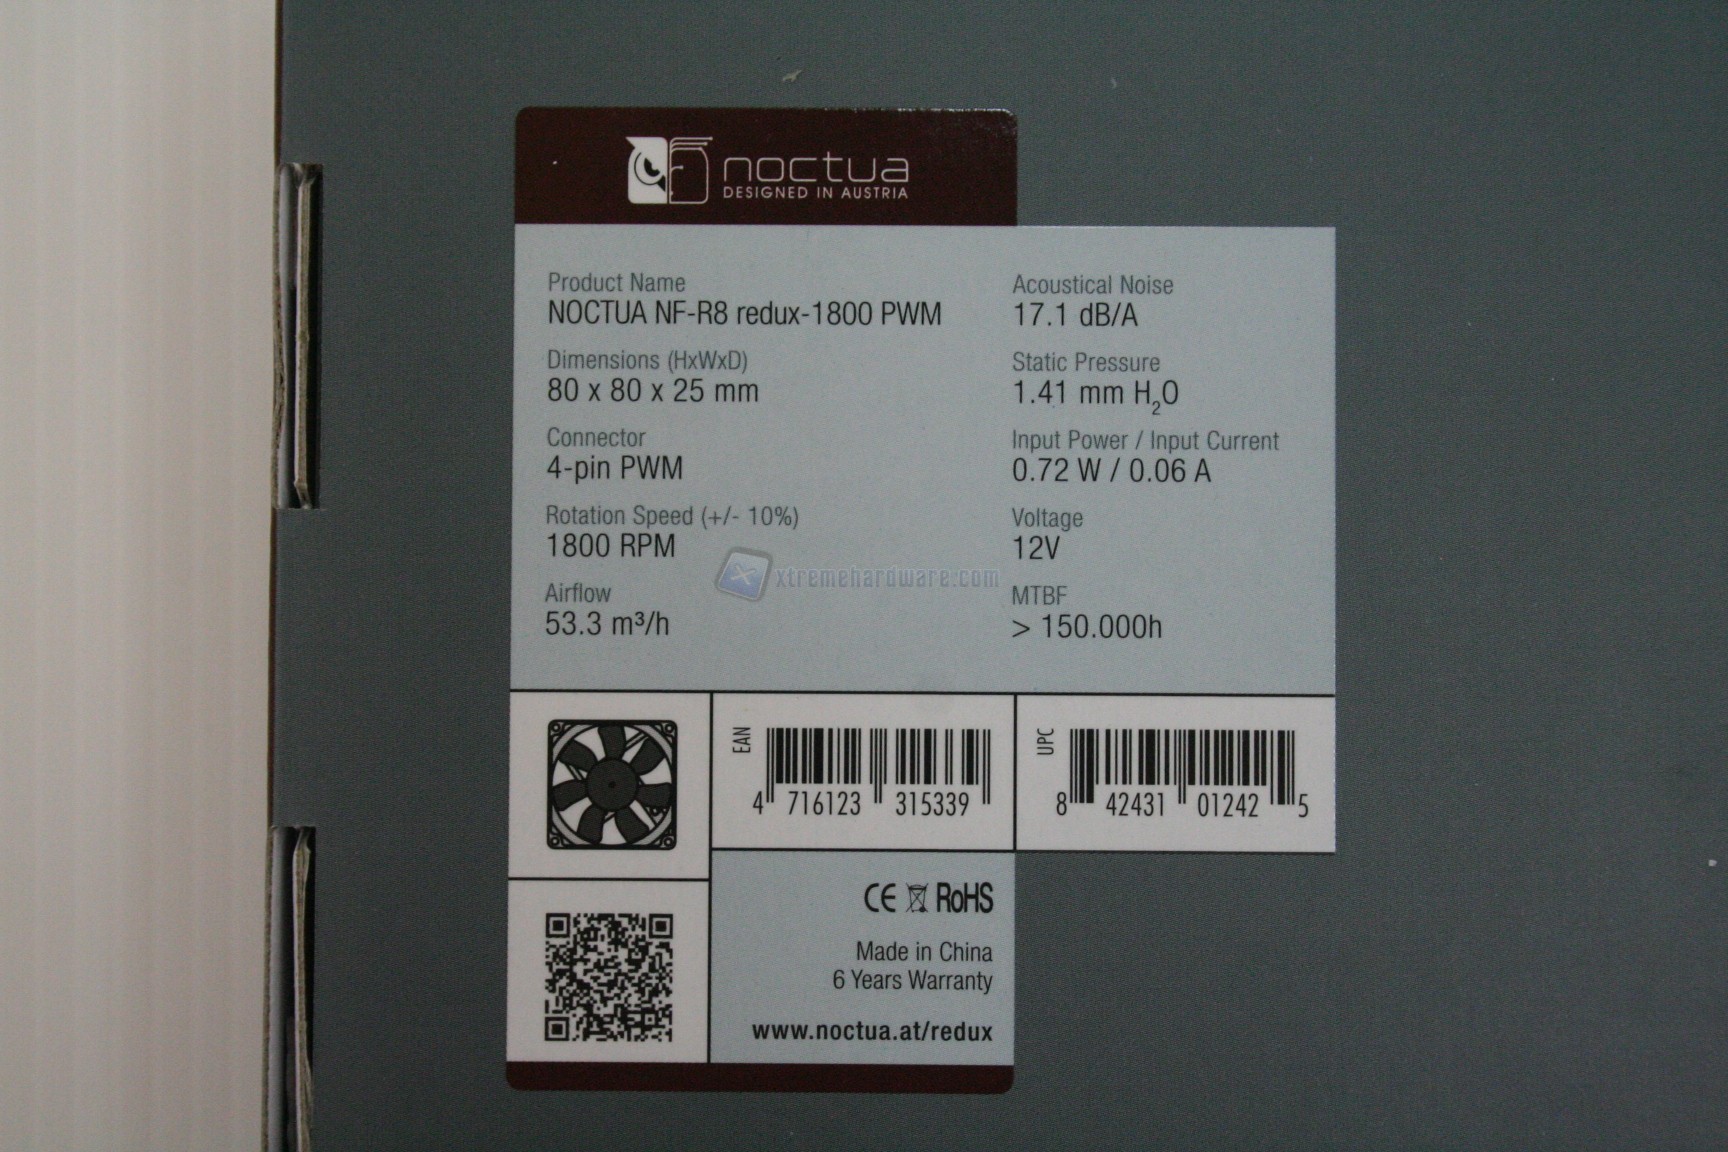 noctua
DESIGNED IN AUSTRIA
Product Name
NOCTUA NF-R8 redux-1800 PWM
Dimensions (HxWxD)
80 x 80 x 25 mm
Connector
4-pin PWM
Rotation Speed (+/- 10%)
1800 RPM
Airflow
53.3 m³/h
Acoustical Noise
17.1 dB/A
Static Pressure
1.41 mm H₂O
Input Power / Input Current
0.72 W / 0.06 A
Voltage
12V
MTBF
> 150.000h
xtremehardware.com
EAN
4 716123 315339
UPC
8 42431 01242 5
CE RoHS
Made in China
6 Years Warranty
www.noctua.at/redux